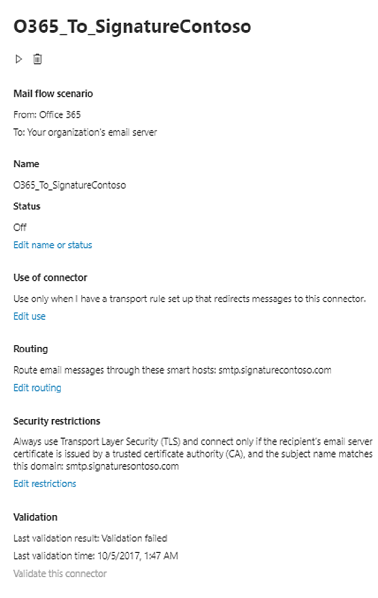 O365_To_SignatureContoso
Mail flow scenario
From: Office 365
To: Your organization's email server
Name
O365_To_SignatureContoso
Status
Off
Edit name or status
Use of connector
Use only when I have a transport rule set up that redirects messages to this connector.
Edit use
Routing
Route email messages through these smart hosts: smtp.signaturecontoso.com
Edit routing
Security restrictions
Always use Transport Layer Security (TLS) and connect only if the recipient's email server
certificate is issued by a trusted certificate authority (CA), and the subject name matches
this domain: smtp.signaturesontoso.com
Edit restrictions
Validation
Last validation result: Validation failed
Last validation time: 10/5/2017, 1:47 AM
Validate this connector